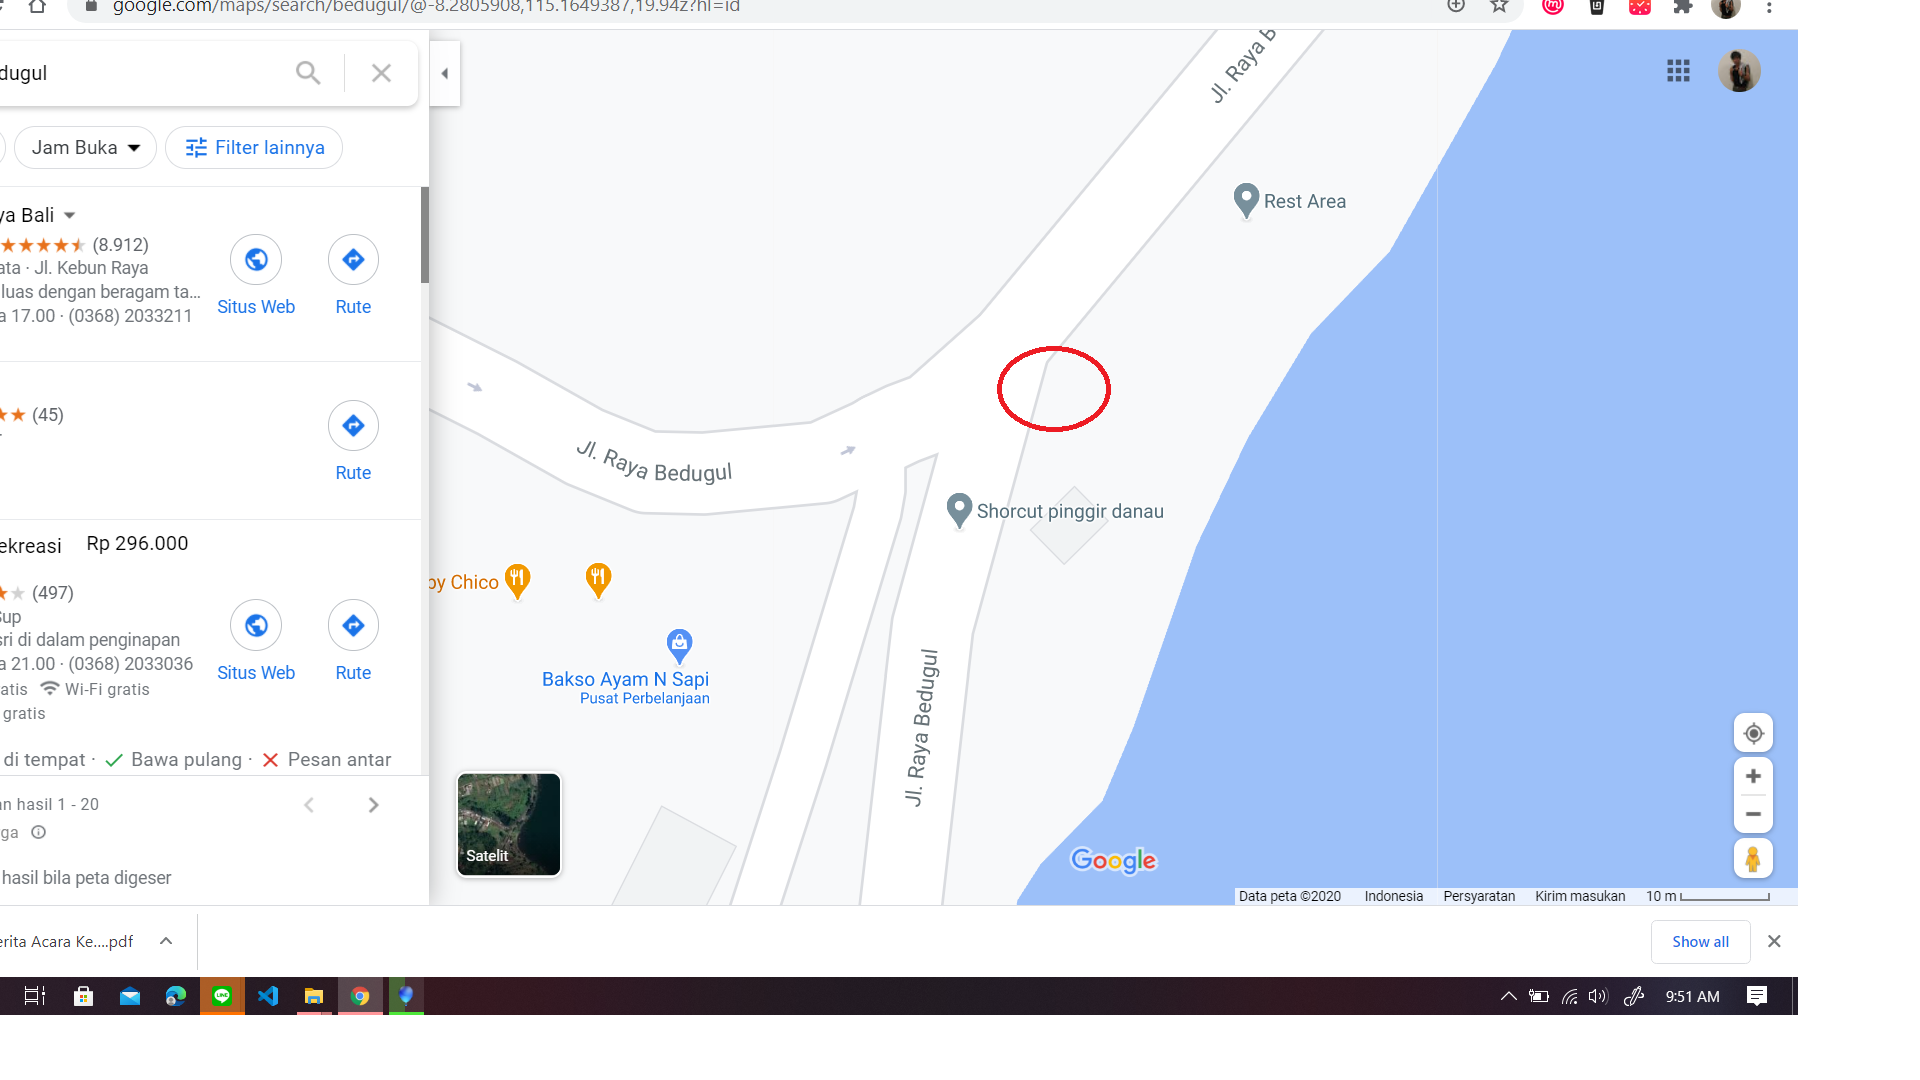 google.com/maps/search/bedugul/@-8.2805908,115.1649387,19.94z?hl=id
dugul
Jam Buka
Filter lainnya
ya Bali
(8.912)
ata · Jl. Kebun Raya
luas dengan beragam ta...
a 17.00 · (0368) 2033211
Situs Web
Rute
(45)
Rute
ekreasi
Rp 296.000
(497)
Sup
sri di dalam penginapan
a 21.00 · (0368) 2033036
atis
Wi-Fi gratis
gratis
Situs Web
Rute
di tempat ·
Bawa pulang ·
Pesan antar
an hasil 1 - 20
ga
hasil bila peta digeser
Jl. Raya B
Rest Area
Jl. Raya Bedugul
Shorcut pinggir danau
by Chico
Bakso Ayam N Sapi
Pusat Perbelanjaan
Jl. Raya Bedugul
Satelit
Google
Data peta ©2020
Indonesia
Persyaratan
Kirim masukan
10 m
erita Acara Ke....pdf
Show all
LINE
9:51 AM